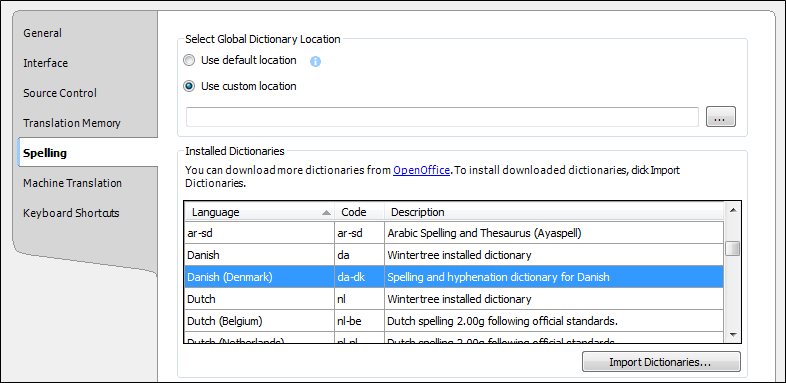 General
Interface
Source Control
Translation Memory
Spelling
Machine Translation
Keyboard Shortcuts
Select Global Dictionary Location
Use default location
Use custom location
...
Installed Dictionaries
You can download more dictionaries from OpenOffice. To install downloaded dictionaries, click Import
Dictionaries.
Language Code Description
ar-sd ar-sd Arabic Spelling and Thesaurus (Ayaspell)
Danish da Wintertree installed dictionary
Danish (Denmark) da-dk Spelling and hyphenation dictionary for Danish
Dutch nl Wintertree installed dictionary
Dutch (Belgium) nl-be Dutch spelling 2.00g following official standards.
Dutch (Netherlands) nl-nl Dutch spelling 2.00g following official standards.
Import Dictionaries...